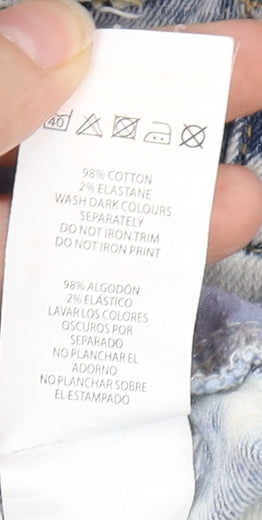 40
98% COTTON
2% ELASTANE
WASH DARK COLOURS
SEPARATELY
DO NOT IRON TRIM
DO NOT IRON PRINT
98% ALGODÓN
2% ELÁSTICO
LAVAR LOS COLORES
OSCUROS POR
SEPARADO
NO PLANCHAR EL
ADORNO
NO PLANCHAR SOBRE
EL ESTAMPADO